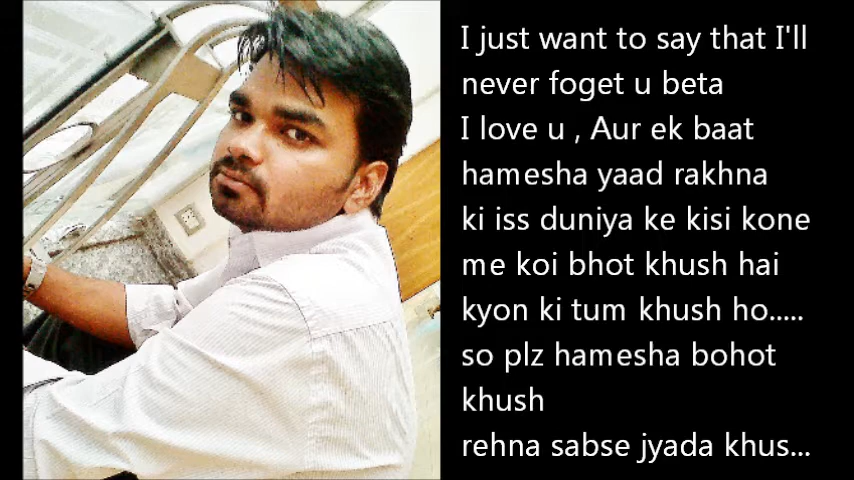 I just want to say that I'll
never foget u beta
I love u , Aur ek baat
hamesha yaad rakhna
ki iss duniya ke kisi kone
me koi bhot khush hai
kyon ki tum khush ho.....
so plz hamesha bohot
khush
rehna sabse jyada khus...